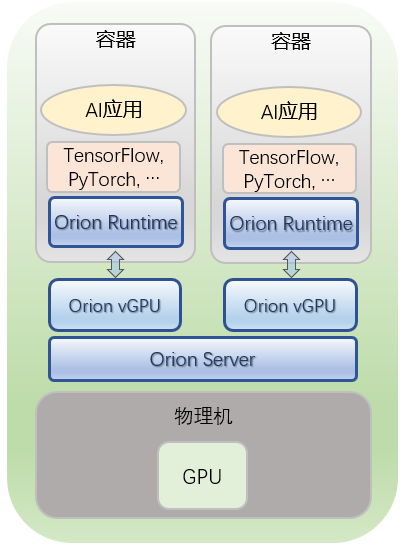 容器
AI应用
TensorFlow,
PyTorch, ...
Orion Runtime
Orion vGPU
容器
AI应用
TensorFlow,
PyTorch, ...
Orion Runtime
Orion vGPU
Orion Server
物理机
GPU